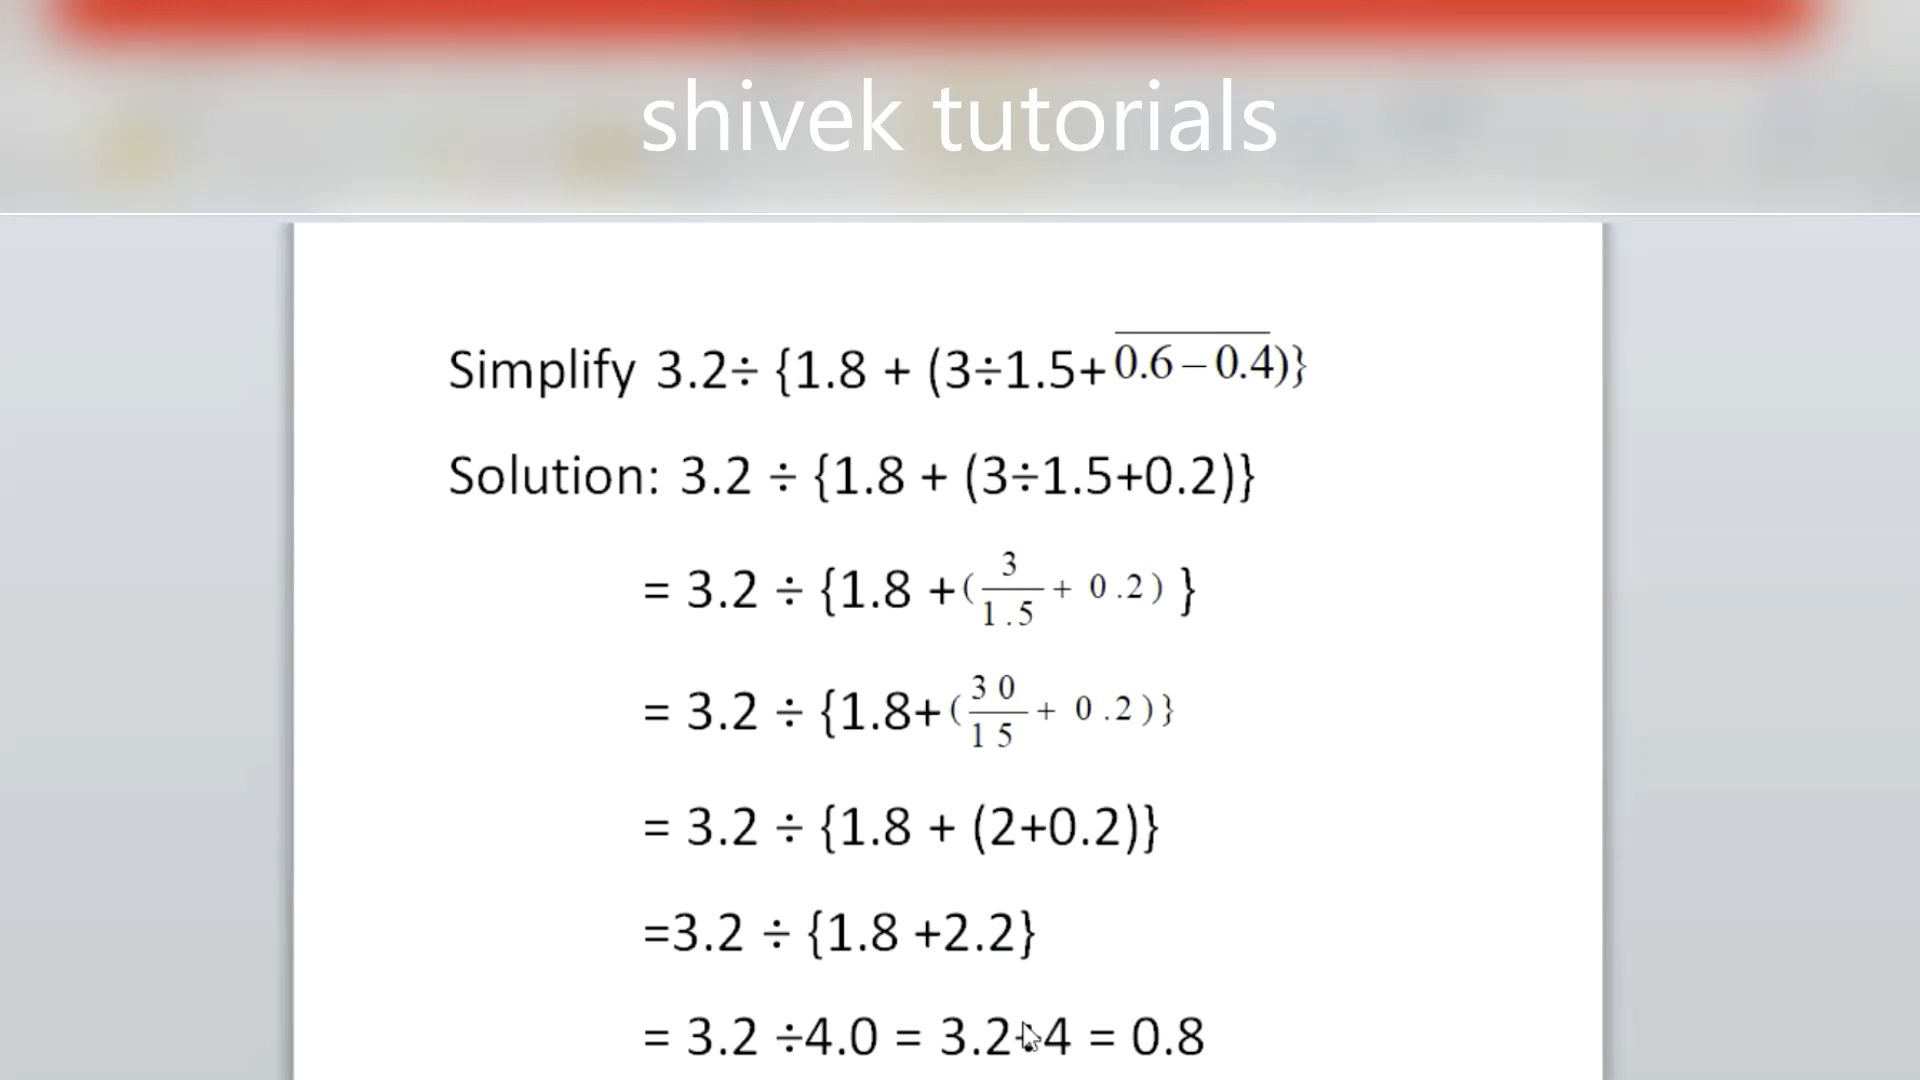 shivek tutorials
Simplify 3.2÷ {1.8 + (3÷1.5+0.6 – 0.4)}
Solution: 3.2 ÷ {1.8 + (3÷1.5+0.2)}
= 3.2 ÷ {1.8 +(3/1.5 + 0.2) }
= 3.2 ÷ {1.8+(30/15 + 0.2)}
= 3.2 ÷ {1.8 + (2+0.2)}
=3.2 ÷ {1.8 +2.2}
= 3.2 ÷4.0 = 3.2÷4 = 0.8